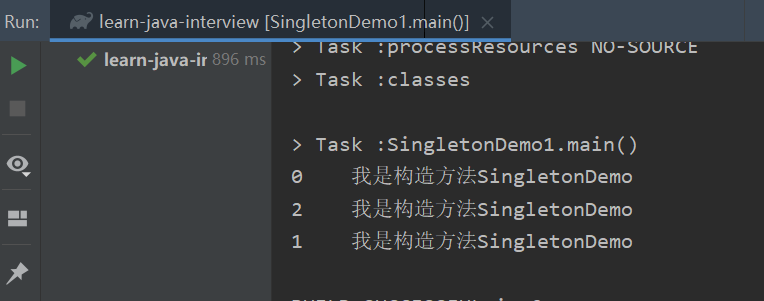 Run: learn-java-interview [SingletonDemo1.main()]
learn-java-ir 896 ms
> Task :processResources NO-SOURCE
> Task :classes
> Task :SingletonDemo1.main()
0 我是构造方法SingletonDemo
2 我是构造方法SingletonDemo
1 我是构造方法SingletonDemo